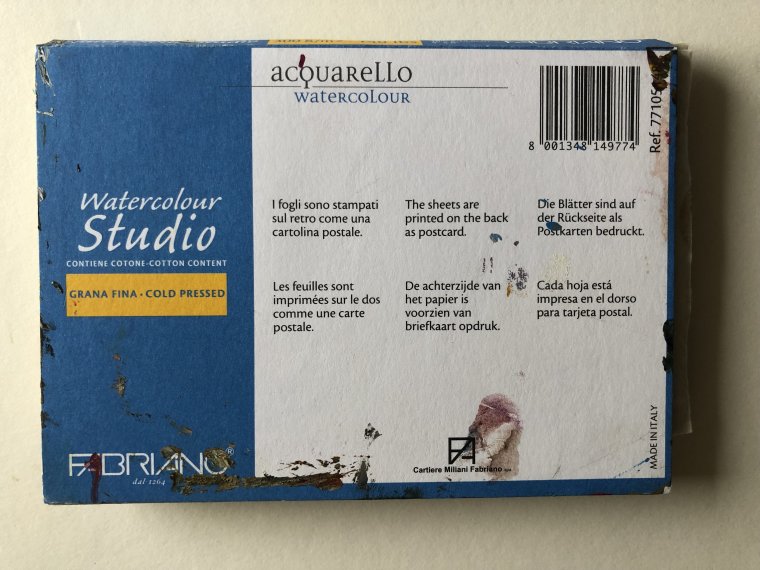 acquarello
watercolour
8 001348 149774
Watercolour
Studio
CONTIENE COTONE-COTTON CONTENT
GRANA FINA • COLD PRESSED
I fogli sono stampati
sul retro come una
cartolina postale.
The sheets are
printed on the back
as postcard.
Die Blätter sind auf
der Rückseite als
Postkarten bedruckt.
Les feuilles sont
imprimées sur le dos
comme une carte
postale.
De achterzijde van
het papier is
voorzien van
briefkaart opdruk.
Cada hoja está
impresa en el dorso
para tarjeta postal.
FABRIANO®
dal 1264
FA
Cartiere Miliani Fabriano
Ref. 77105
MADE IN ITALY